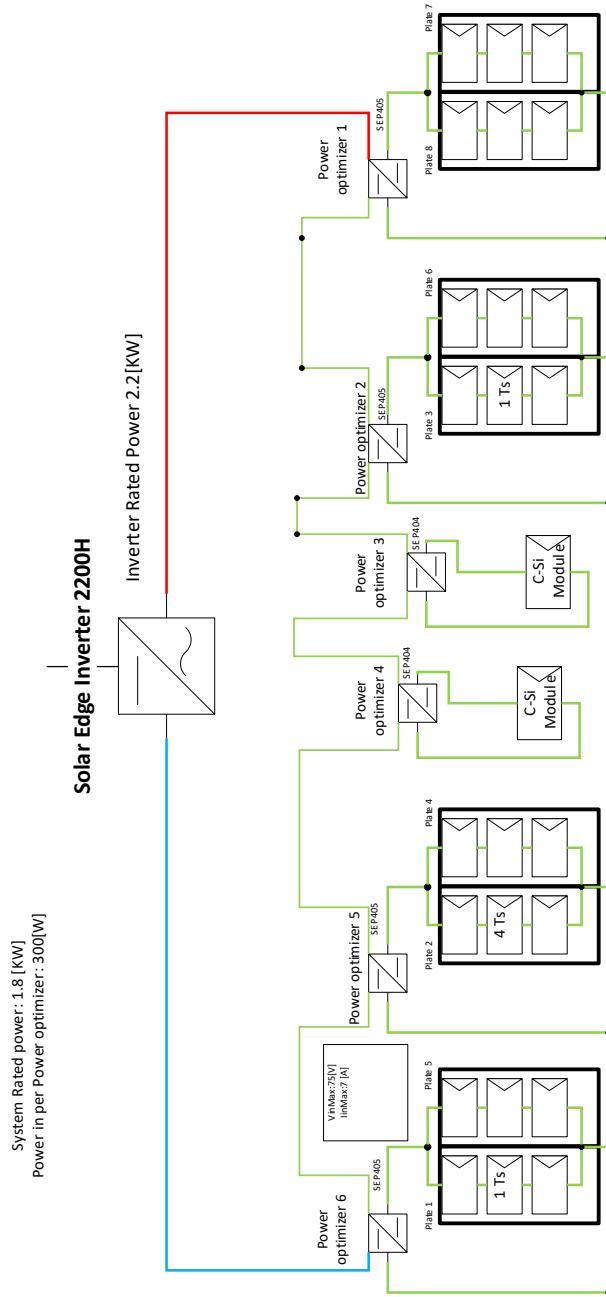 System Rated power: 1.8 [KW]
Power in per Power optimizer: 300[W]
Solar Edge Inverter 2200H
Inverter Rated Power 2.2[KW]
Power
optimizer 6
SEP405
VinMax:75[V]
IinMax:7 [A]
Power optimizer 5
SEP405
Power
optimizer 4
SEP404
Power
optimizer 3
SEP404
Power optimizer 2
SEP405
Power
optimizer 1
SEP405
Plate 1
Plate 5
1 Ts
Plate 2
Plate 4
4 Ts
C-Si
Module
C-Si
Module
Plate 3
Plate 6
1 Ts
Plate 8
Plate 7